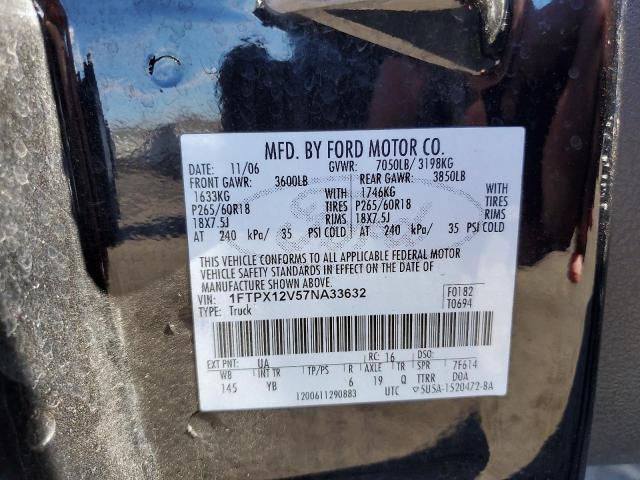 MFD. BY FORD MOTOR CO.
DATE: 11/06 GVWR: 7050LB/ 3198KG
FRONT GAWR: 3600LB REAR GAWR: 3850LB
1633KG WITH 1746KG WITH
P265/60R18 TIRES P265/60R18 TIRES
18X7.5J RIMS 18X7.5J RIMS
AT 240 kPa/ 35 PSI COLD AT 240 kPa/ 35 PSI COLD
THIS VEHICLE CONFORMS TO ALL APPLICABLE FEDERAL MOTOR
VEHICLE SAFETY STANDARDS IN EFFECT ON THE DATE OF
MANUFACTURE SHOWN ABOVE.
VIN: 1FTPX12V57NA33632 F0182
TYPE: Truck T0694
EXT PNT: UA RC: 16 DSO:
WB INT TR TP/PS R AXLE TR SPR 7F614
145 YB 6 19 Q TTRR D0A
1200611290883 UTC 5U5A-1520472-BA